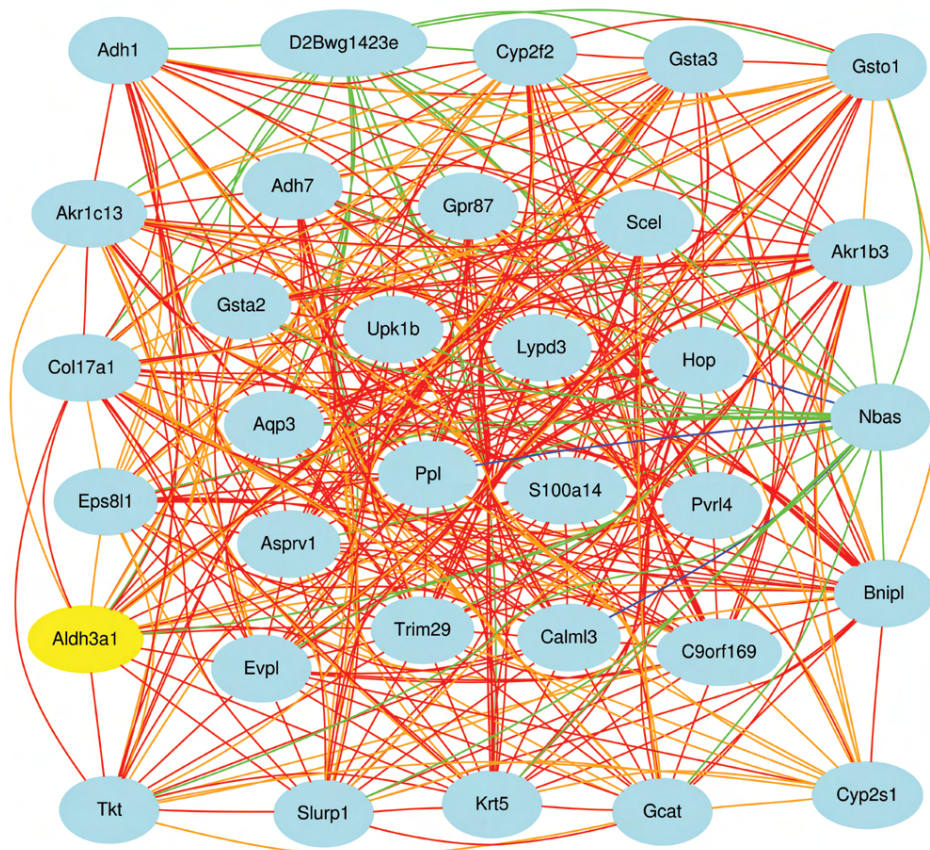 Adh1
D2Bwg1423e
Cyp2f2
Gsta3
Gsto1
Akr1c13
Adh7
Gpr87
Scel
Akr1b3
Gsta2
Upk1b
Lypd3
Hop
Col17a1
Nbas
Aqp3
Ppl
S100a14
Pvrl4
Eps8l1
Asprv1
Bnipl
Aldh3a1
Evpl
Trim29
Calml3
C9orf169
Tkt
Slurp1
Krt5
Gcat
Cyp2s1